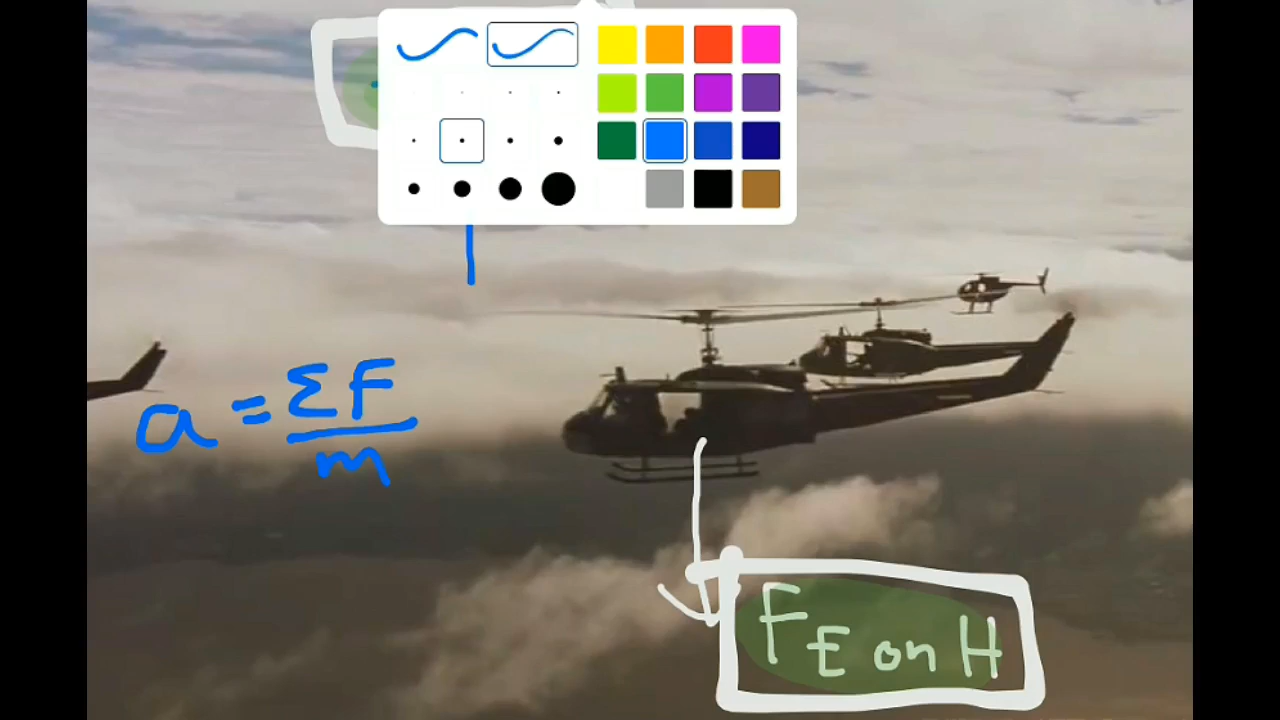 a = ΣF/m
F E on H